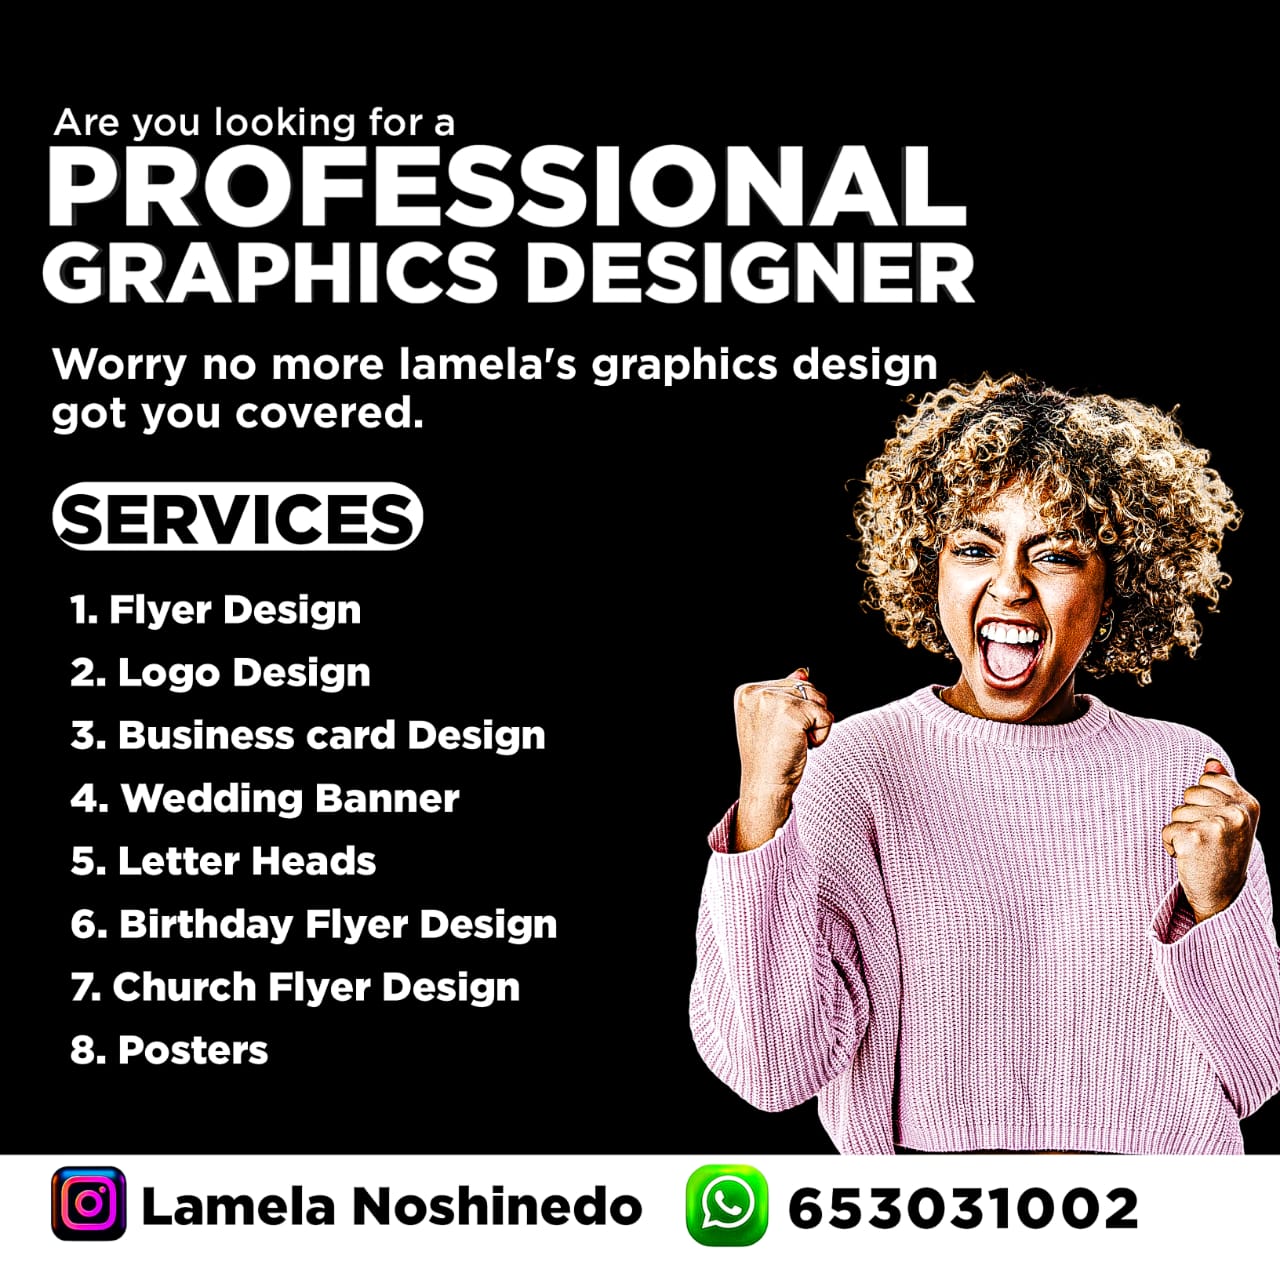 Are you looking for a
PROFESSIONAL
GRAPHICS DESIGNER
Worry no more lamela's graphics design
got you covered.
SERVICES
1. Flyer Design
2. Logo Design
3. Business card Design
4. Wedding Banner
5. Letter Heads
6. Birthday Flyer Design
7. Church Flyer Design
8. Posters
Lamela Noshinedo
653031002